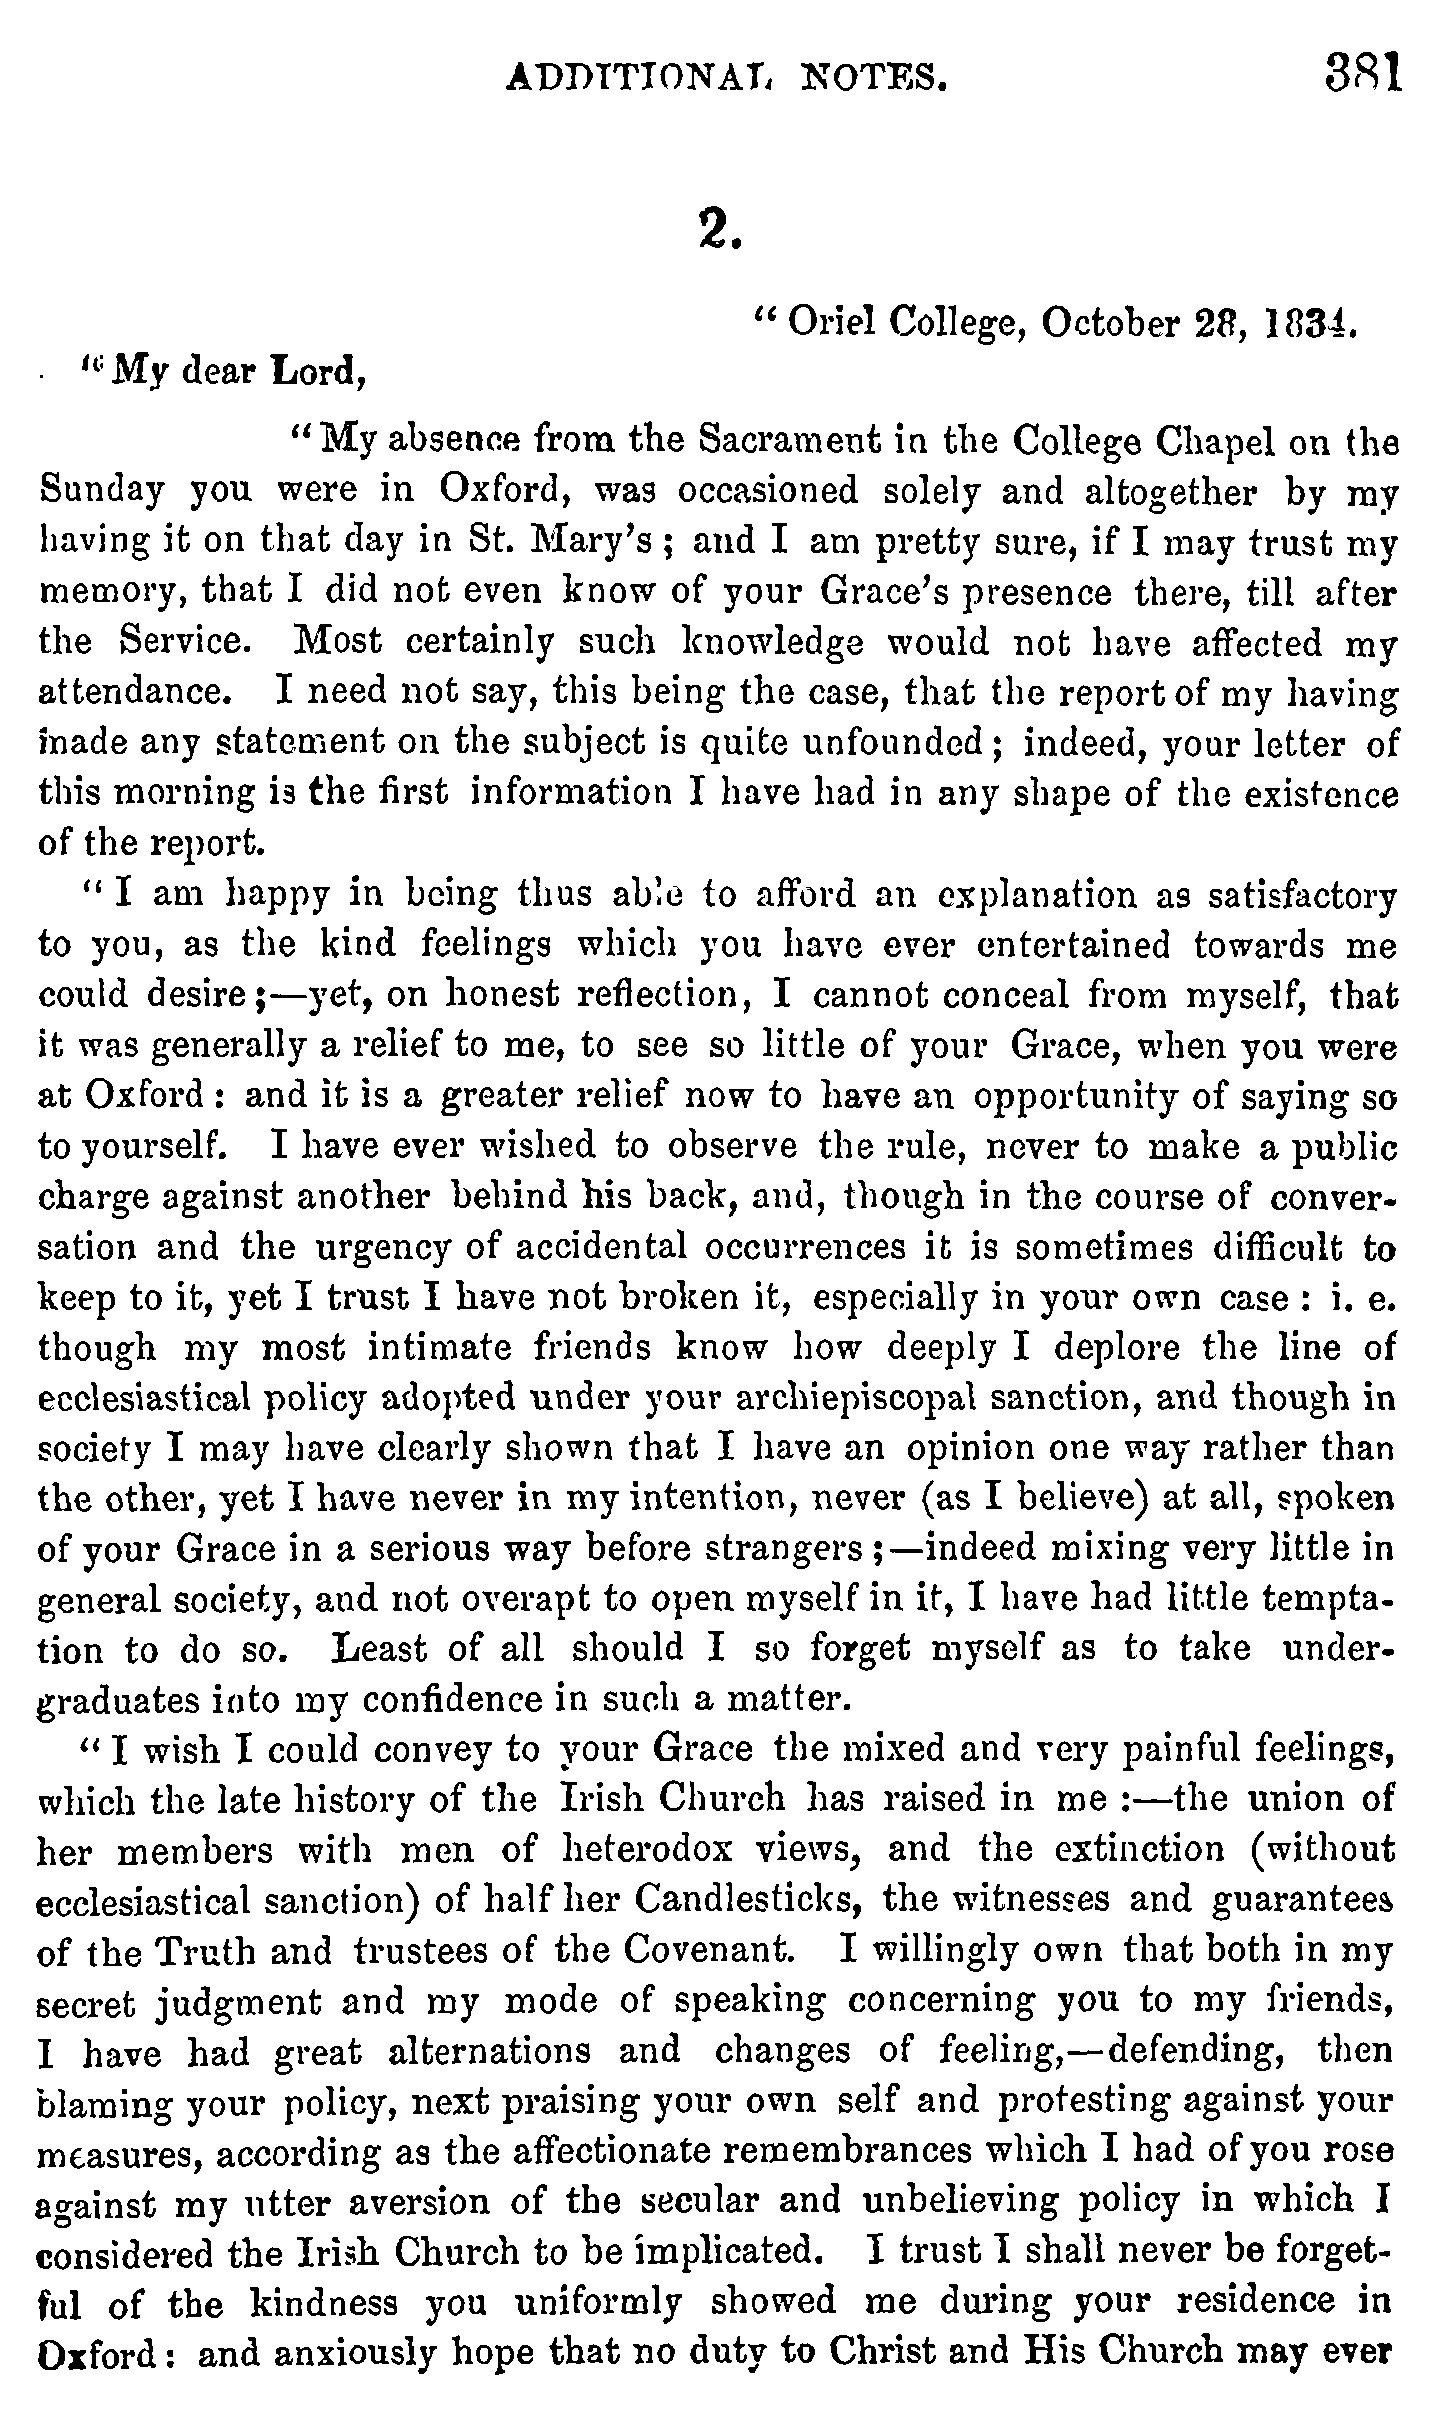 ADDITIONAL NOTES. 381
2.
“ Oriel College, October 28, 1834.
“ My dear Lord,
“ My absence from the Sacrament in the College Chapel on the
Sunday you were in Oxford, was occasioned solely and altogether by my
having it on that day in St. Mary’s ; and I am pretty sure, if I may trust my
memory, that I did not even know of your Grace’s presence there, till after
the Service. Most certainly such knowledge would not have affected my
attendance. I need not say, this being the case, that the report of my having
made any statement on the subject is quite unfounded ; indeed, your letter of
this morning is the first information I have had in any shape of the existence
of the report.
“ I am happy in being thus able to afford an explanation as satisfactory
to you, as the kind feelings which you have ever entertained towards me
could desire ;—yet, on honest reflection, I cannot conceal from myself, that
it was generally a relief to me, to see so little of your Grace, when you were
at Oxford : and it is a greater relief now to have an opportunity of saying so
to yourself. I have ever wished to observe the rule, never to make a public
charge against another behind his back, and, though in the course of conver-
sation and the urgency of accidental occurrences it is sometimes difficult to
keep to it, yet I trust I have not broken it, especially in your own case : i. e.
though my most intimate friends know how deeply I deplore the line of
ecclesiastical policy adopted under your archiepiscopal sanction, and though in
society I may have clearly shown that I have an opinion one way rather than
the other, yet I have never in my intention, never (as I believe) at all, spoken
of your Grace in a serious way before strangers ;—indeed mixing very little in
general society, and not overapt to open myself in it, I have had little tempta-
tion to do so. Least of all should I so forget myself as to take under-
graduates into my confidence in such a matter.
“ I wish I could convey to your Grace the mixed and very painful feelings,
which the late history of the Irish Church has raised in me :—the union of
her members with men of heterodox views, and the extinction (without
ecclesiastical sanction) of half her Candlesticks, the witnesses and guarantees
of the Truth and trustees of the Covenant. I willingly own that both in my
secret judgment and my mode of speaking concerning you to my friends,
I have had great alternations and changes of feeling,—defending, then
blaming your policy, next praising your own self and protesting against your
measures, according as the affectionate remembrances which I had of you rose
against my utter aversion of the secular and unbelieving policy in which I
considered the Irish Church to be implicated. I trust I shall never be forget-
ful of the kindness you uniformly showed me during your residence in
Oxford : and anxiously hope that no duty to Christ and His Church may ever